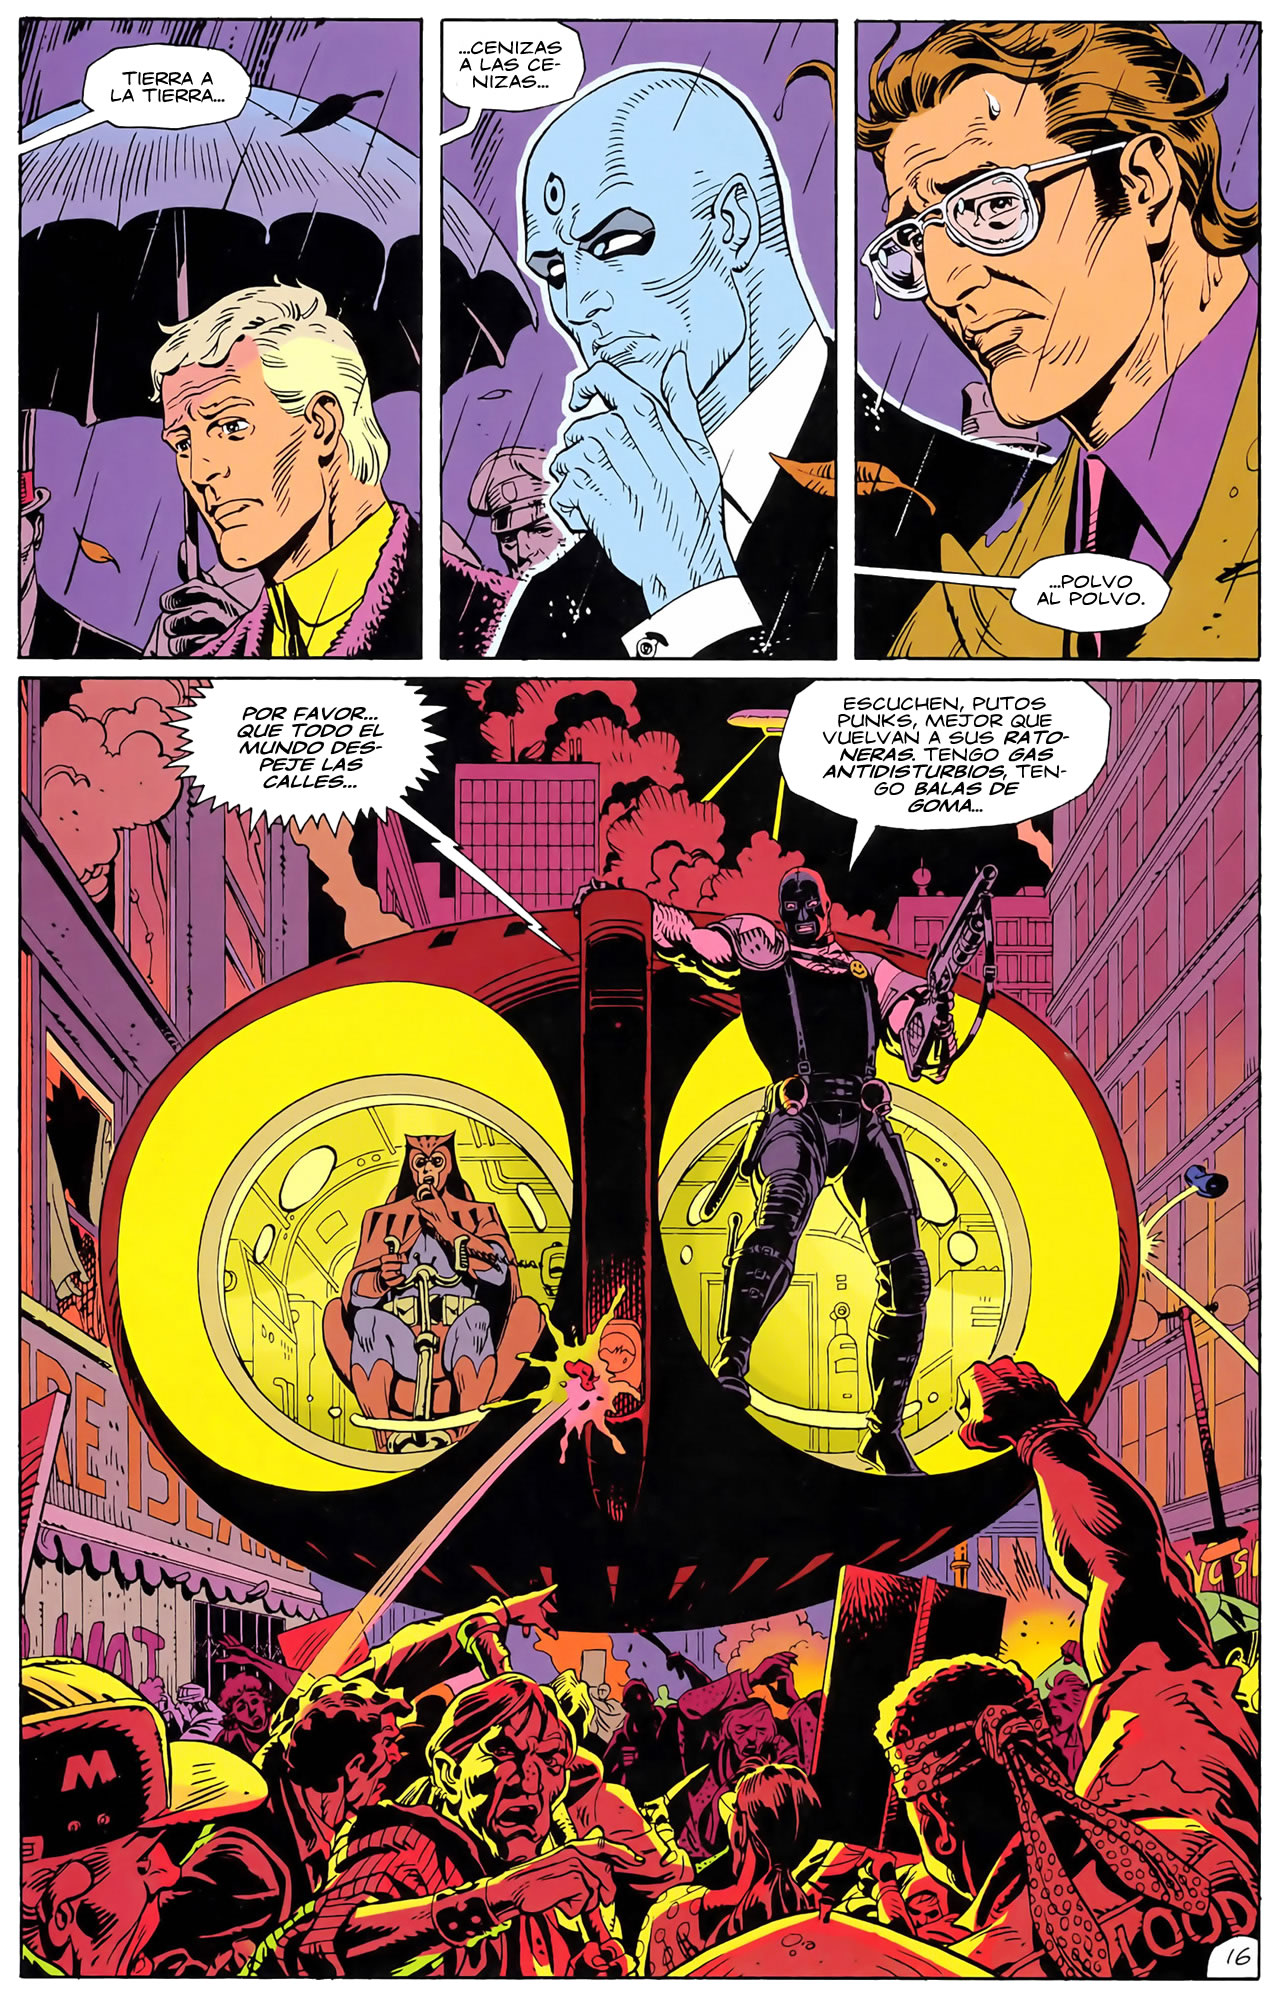 TIERRA A
LA TIERRA...
...CENIZAS
A LAS CE-
NIZAS...
...POLVO
AL POLVO.
POR FAVOR...
QUE TODO EL
MUNDO DES-
PEJE LAS
CALLES...
ESCUCHEN, PUTOS
PUNKS, MEJOR QUE
VUELVAN A SUS RATO-
NERAS. TENGO GAS
ANTIDISTURBIOS, TEN-
GO BALAS DE
GOMA...
RE ISLAND
M
16